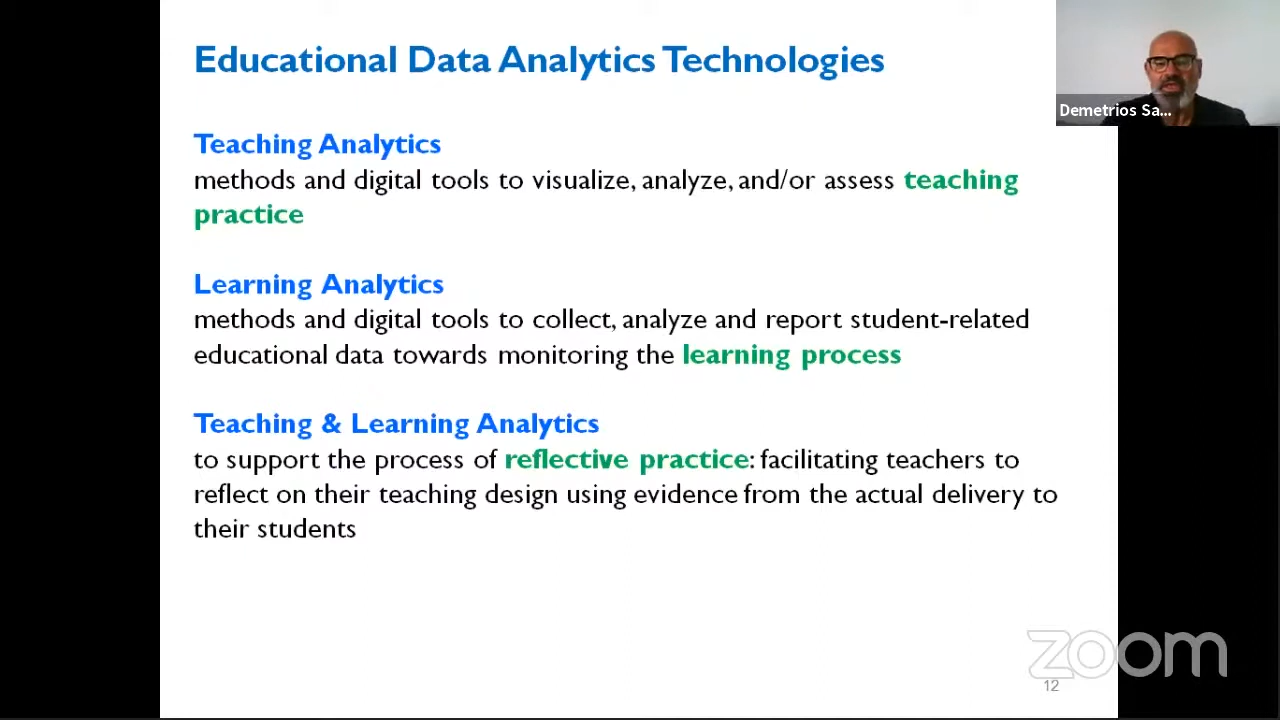 Educational Data Analytics Technologies
Demetrios Sa...
Teaching Analytics
methods and digital tools to visualize, analyze, and/or assess teaching
practice
Learning Analytics
methods and digital tools to collect, analyze and report student-related
educational data towards monitoring the learning process
Teaching & Learning Analytics
to support the process of reflective practice: facilitating teachers to
reflect on their teaching design using evidence from the actual delivery to
their students
zoom
12